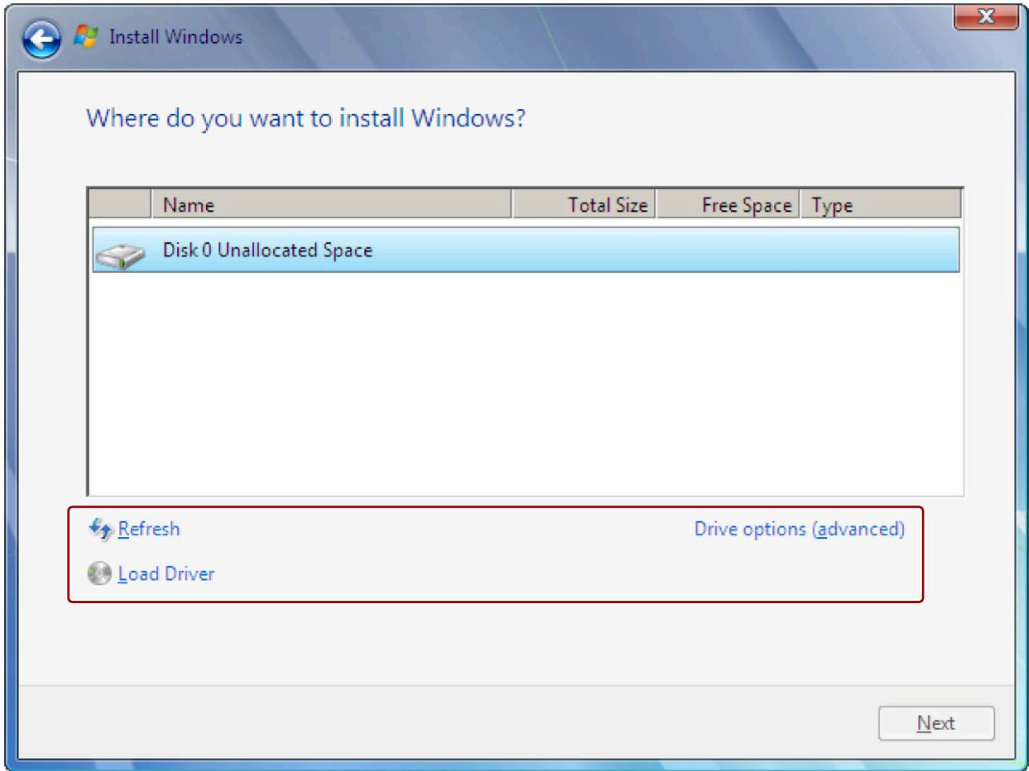 Install Windows
Where do you want to install Windows?
Name Total Size Free Space Type
Disk 0 Unallocated Space
Refresh Drive options (advanced)
Load Driver
Next